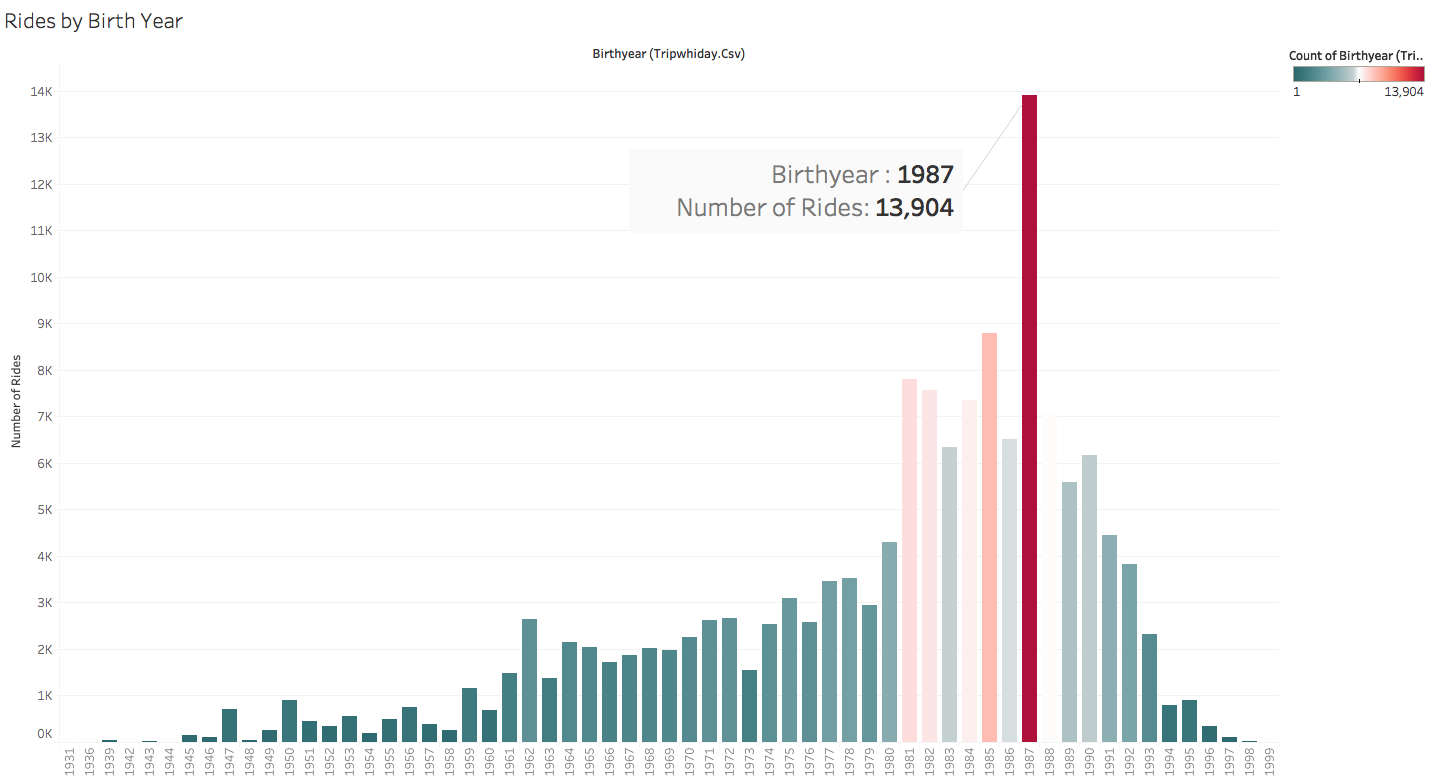 Rides by Birth Year
Birthyear (Tripwhiday.Csv)
Count of Birthyear (Tri..
1 13,904
14K
13K
12K
11K
10K
9K
8K
7K
6K
5K
4K
3K
2K
1K
0K
Number of Rides
Birthyear : 1987
Number of Rides: 13,904
1931
1936
1939
1942
1943
1944
1945
1946
1947
1948
1949
1950
1951
1952
1953
1954
1955
1956
1957
1958
1959
1960
1961
1962
1963
1964
1965
1966
1967
1968
1969
1970
1971
1972
1973
1974
1975
1976
1977
1978
1979
1980
1981
1982
1983
1984
1985
1986
1987
1988
1989
1990
1991
1992
1993
1994
1995
1996
1997
1998
1999